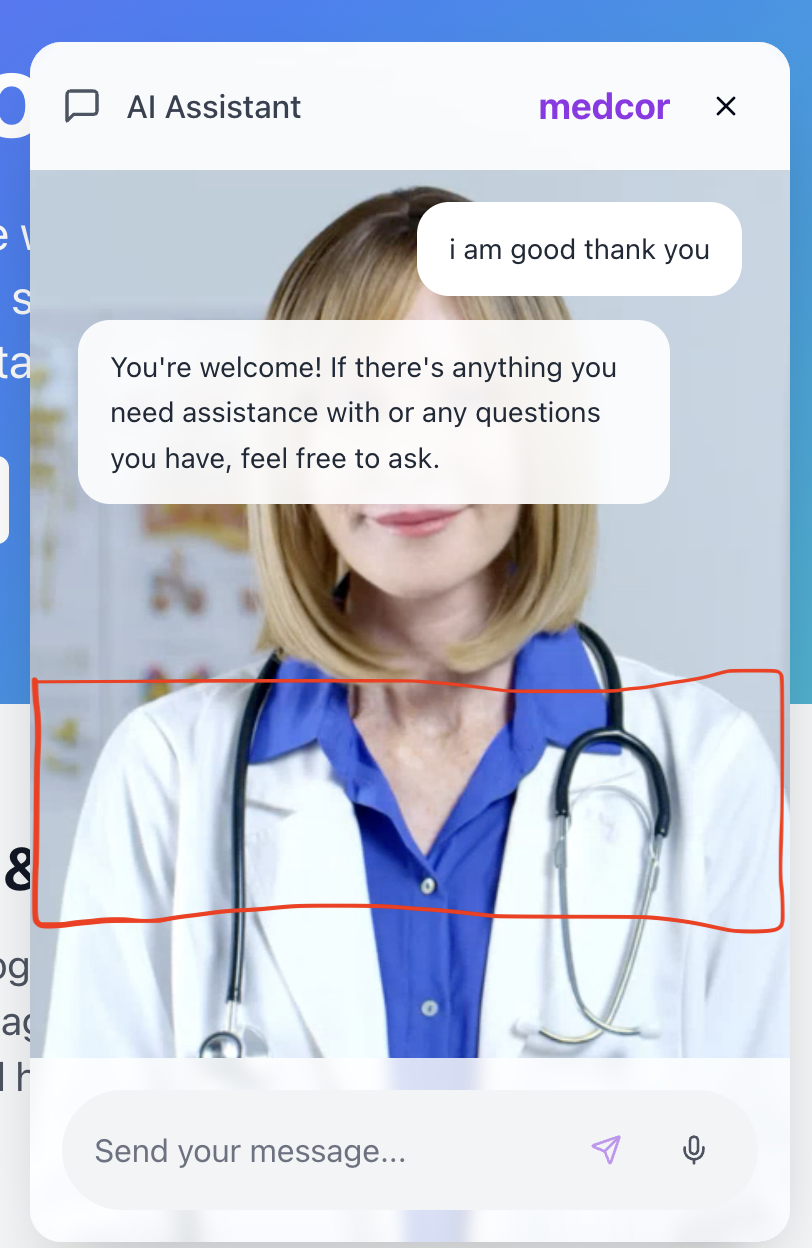 AI Assistant
medcor
i am good thank you
You're welcome! If there's anything you
need assistance with or any questions
you have, feel free to ask.
&
Send your message...